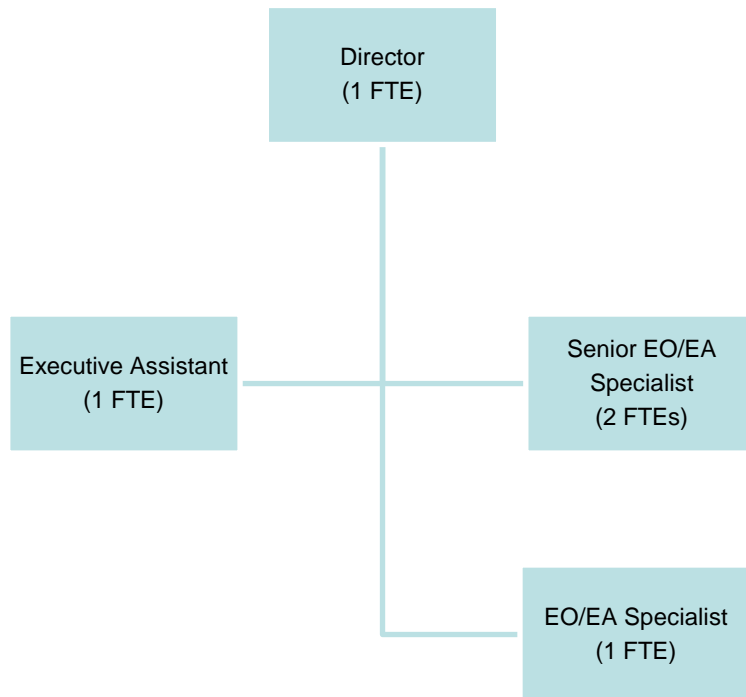 Director
(1 FTE)
Executive Assistant
(1 FTE)
Senior EO/EA
Specialist
(2 FTEs)
EO/EA Specialist
(1 FTE)